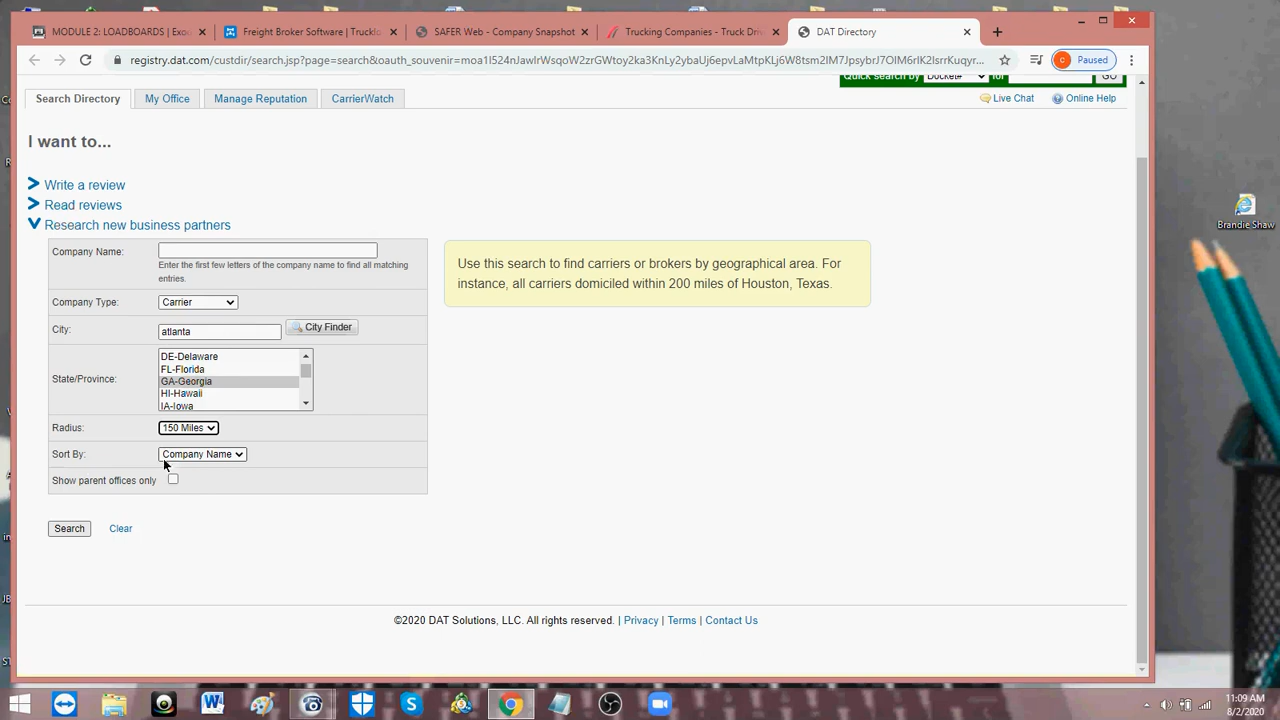 MODULE 2: LOADBOARDS | Exou
Freight Broker Software | Trucklo
SAFER Web - Company Snapshot
Trucking Companies - Truck Driv
DAT Directory
registry.dat.com/custdir/search.jsp?page=search&oauth_souvenir=
Paused
Quick search by Docket# for GO
Search Directory
My Office
Manage Reputation
CarrierWatch
Live Chat
Online Help
I want to...
Write a review
Read reviews
Research new business partners
Company Name:
Enter the first few letters of the company name to find all matching
entries.
Use this search to find carriers or brokers by geographical area. For
instance, all carriers domiciled within 200 miles of Houston, Texas.
Company Type: Carrier
City: atlanta City Finder
State/Province:
DE-Delaware
FL-Florida
GA-Georgia
HI-Hawaii
IA-Iowa
Radius: 150 Miles
Sort By: Company Name
Show parent offices only
Search Clear
©2020 DAT Solutions, LLC. All rights reserved. | Privacy | Terms | Contact Us
Brandie Shaw
11:09 AM
8/2/2020